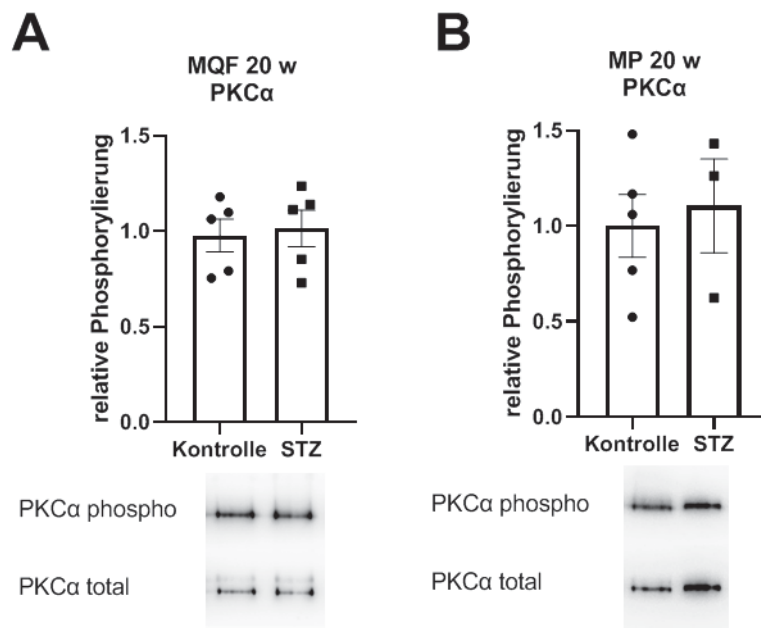 A
MQF 20 w
PKCα
relative Phosphorylierung
1.5
1.0
0.5
0.0
Kontrolle STZ
PKCα phospho
PKCα total
B
MP 20 w
PKCα
relative Phosphorylierung
1.5
1.0
0.5
0.0
Kontrolle STZ
PKCα phospho
PKCα total